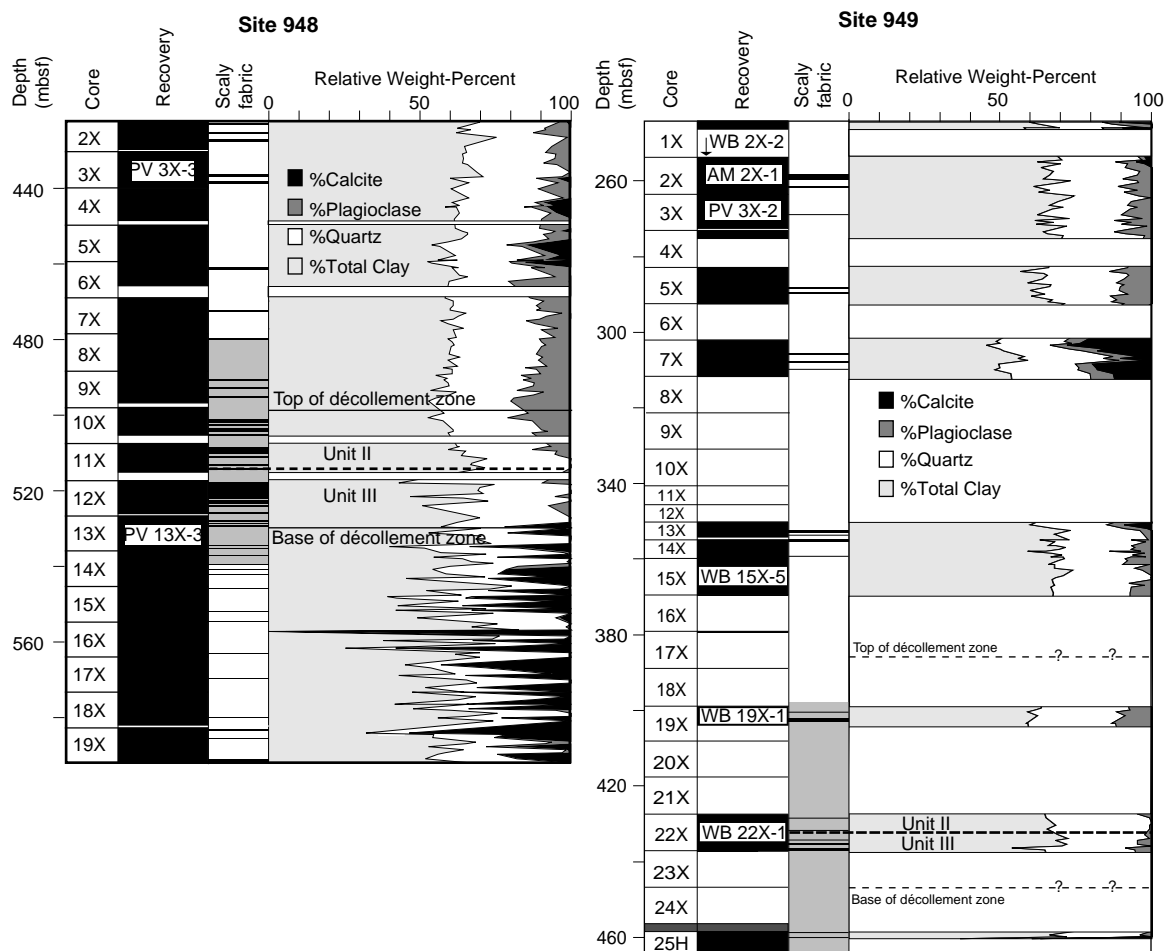 Site 948
Depth (mbsf)
Core
Recovery
Scaly fabric
Relative Weight-Percent
0
50
100
440
480
520
560
2X
3X
4X
5X
6X
7X
8X
9X
10X
11X
12X
13X
14X
15X
16X
17X
18X
19X
PV 3X-3
PV 13X-3
%Calcite
%Plagioclase
%Quartz
%Total Clay
Top of décollement zone
Unit II
Unit III
Base of décollement zone
Site 949
Depth (mbsf)
Core
Recovery
Scaly fabric
Relative Weight-Percent
0
50
100
260
300
340
380
420
460
1X
2X
3X
4X
5X
6X
7X
8X
9X
10X
11X
12X
13X
14X
15X
16X
17X
18X
19X
20X
21X
22X
23X
24X
25H
WB 2X-2
AM 2X-1
PV 3X-2
WB 15X-5
WB 19X-1
WB 22X-1
%Calcite
%Plagioclase
%Quartz
%Total Clay
Top of décollement zone
? ?
Unit II
Unit III
? ?
Base of décollement zone